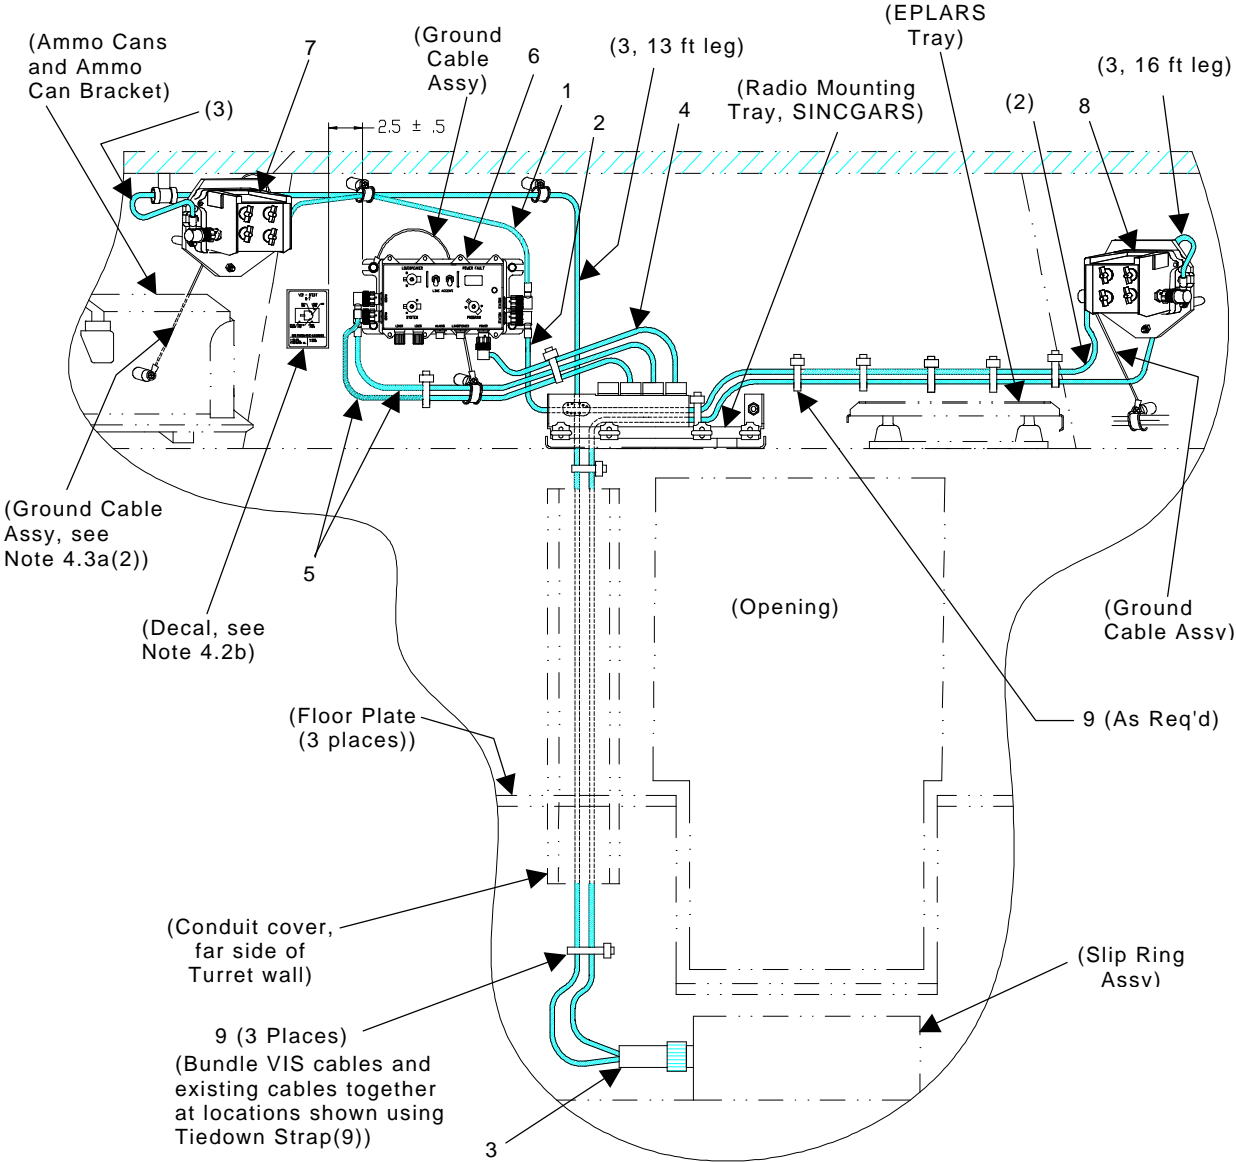 (EPLARS
Tray)
(Ammo Cans
and Ammo
Can Bracket)
7
(Ground
Cable
Assy)
6
(3, 13 ft leg)
(3, 16 ft leg)
(3)
1
(Radio Mounting
Tray, SINCGARS)
(2)
8
2.5 ± .5
2
4
LOUDSPEAKER
POWER FAULT
SYSTEM
(Ground Cable
Assy, see
Note 4.3a(2))
5
(Decal, see
Note 4.2b)
(Opening)
(Ground
Cable Assy)
(Floor Plate
(3 places))
9 (As Req'd)
(Conduit cover,
far side of
Turret wall)
(Slip Ring
Assy)
9 (3 Places)
(Bundle VIS cables and
existing cables together
at locations shown using
Tiedown Strap(9))
3